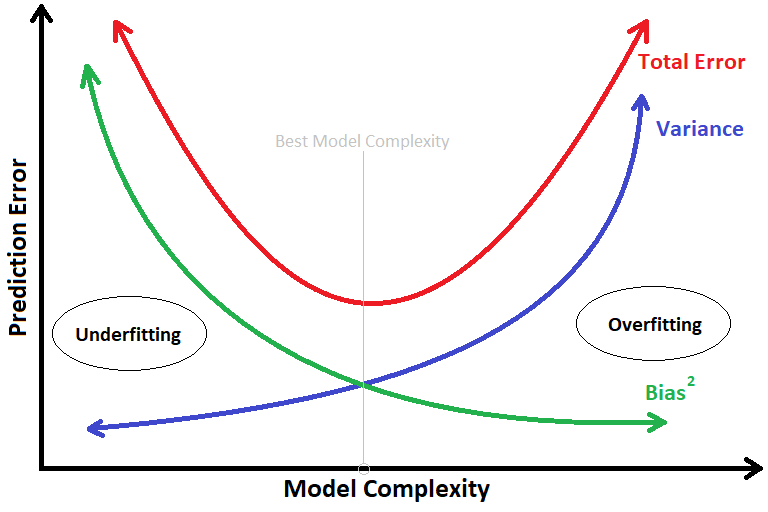 Total Error
Variance
Best Model Complexity
Prediction Error
Underfitting
Overfitting
Bias²
Model Complexity